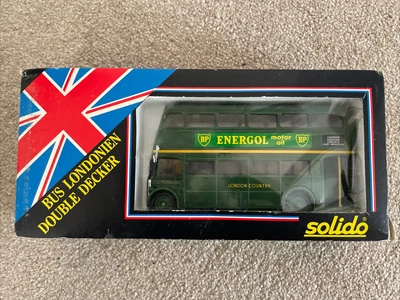 BUS LONDONIEN
DOUBLE DECKER
BP ENERGOL motor oil BP
LONDON COUNTRY
solido